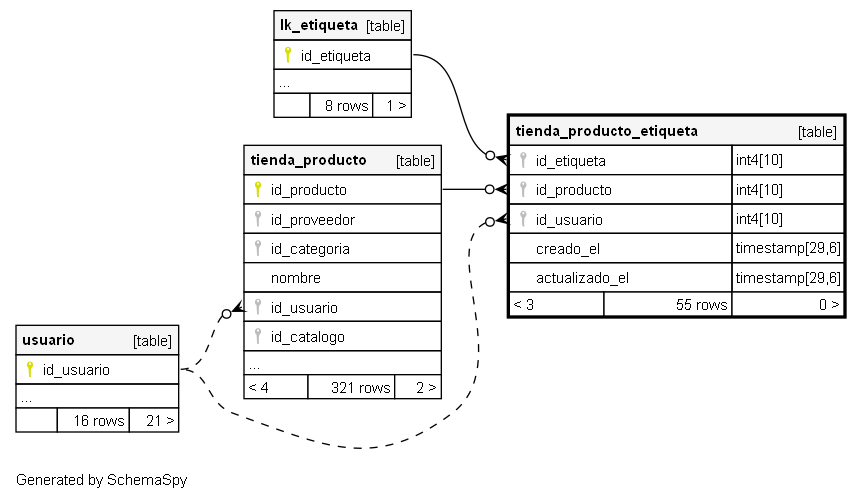 lk_etiqueta [table]
id_etiqueta
...
8 rows 1 >
tienda_producto_etiqueta [table]
id_etiqueta int4[10]
id_producto int4[10]
id_usuario int4[10]
creado_el timestamp[29,6]
actualizado_el timestamp[29,6]
< 3 55 rows 0 >
tienda_producto [table]
id_producto
id_proveedor
id_categoria
nombre
id_usuario
id_catalogo
...
< 4 321 rows 2 >
usuario [table]
id_usuario
...
16 rows 21 >
Generated by SchemaSpy